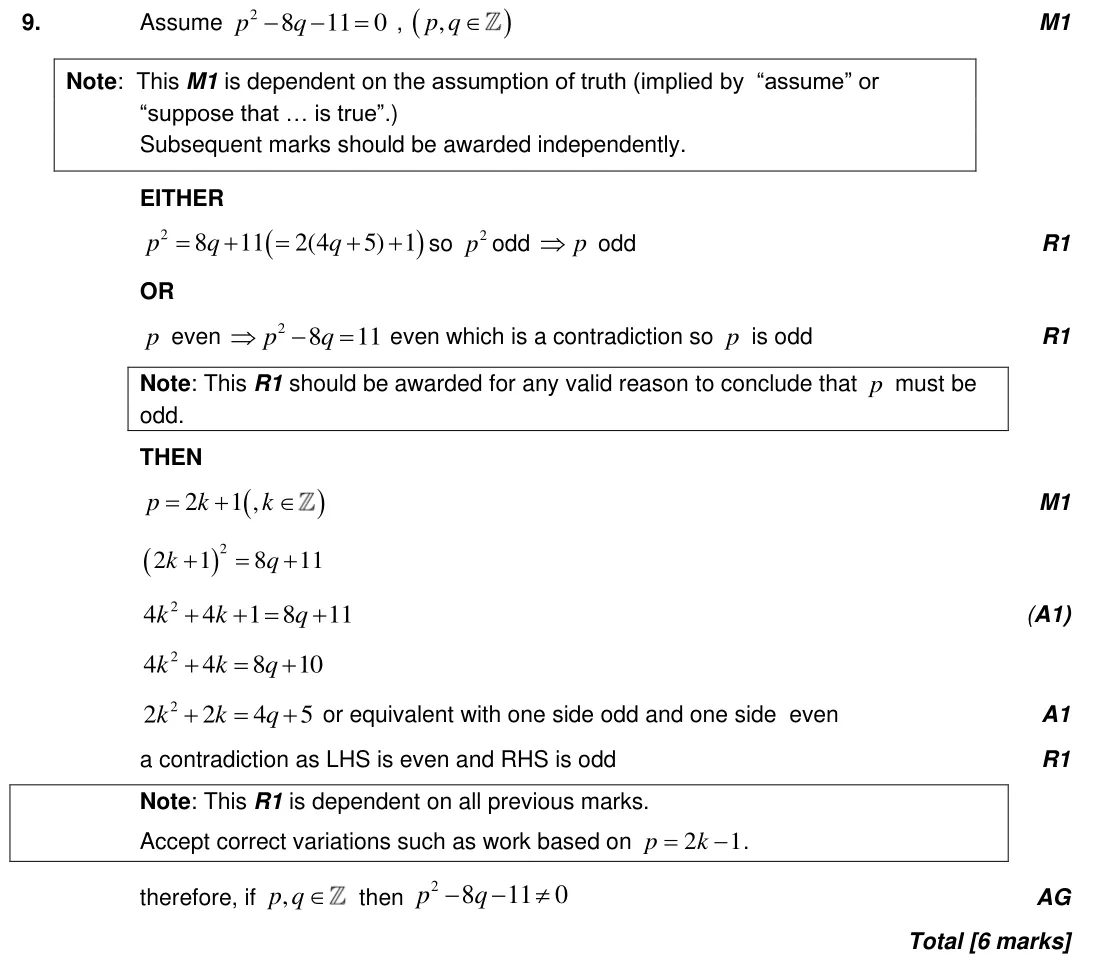 9. Assume p² − 8q − 11 = 0 , (p, q ∈ ℤ) M1
Note: This M1 is dependent on the assumption of truth (implied by “assume” or
“suppose that … is true”.)
Subsequent marks should be awarded independently.
EITHER
p² = 8q + 11(= 2(4q + 5) + 1) so p² odd ⇒ p odd R1
OR
p even ⇒ p² − 8q = 11 even which is a contradiction so p is odd R1
Note: This R1 should be awarded for any valid reason to conclude that p must be
odd.
THEN
p = 2k + 1(, k ∈ ℤ) M1
(2k + 1)² = 8q + 11
4k² + 4k + 1 = 8q + 11 (A1)
4k² + 4k = 8q + 10
2k² + 2k = 4q + 5 or equivalent with one side odd and one side even A1
a contradiction as LHS is even and RHS is odd R1
Note: This R1 is dependent on all previous marks.
Accept correct variations such as work based on p = 2k − 1.
therefore, if p, q ∈ ℤ then p² − 8q − 11 ≠ 0 AG
Total [6 marks]